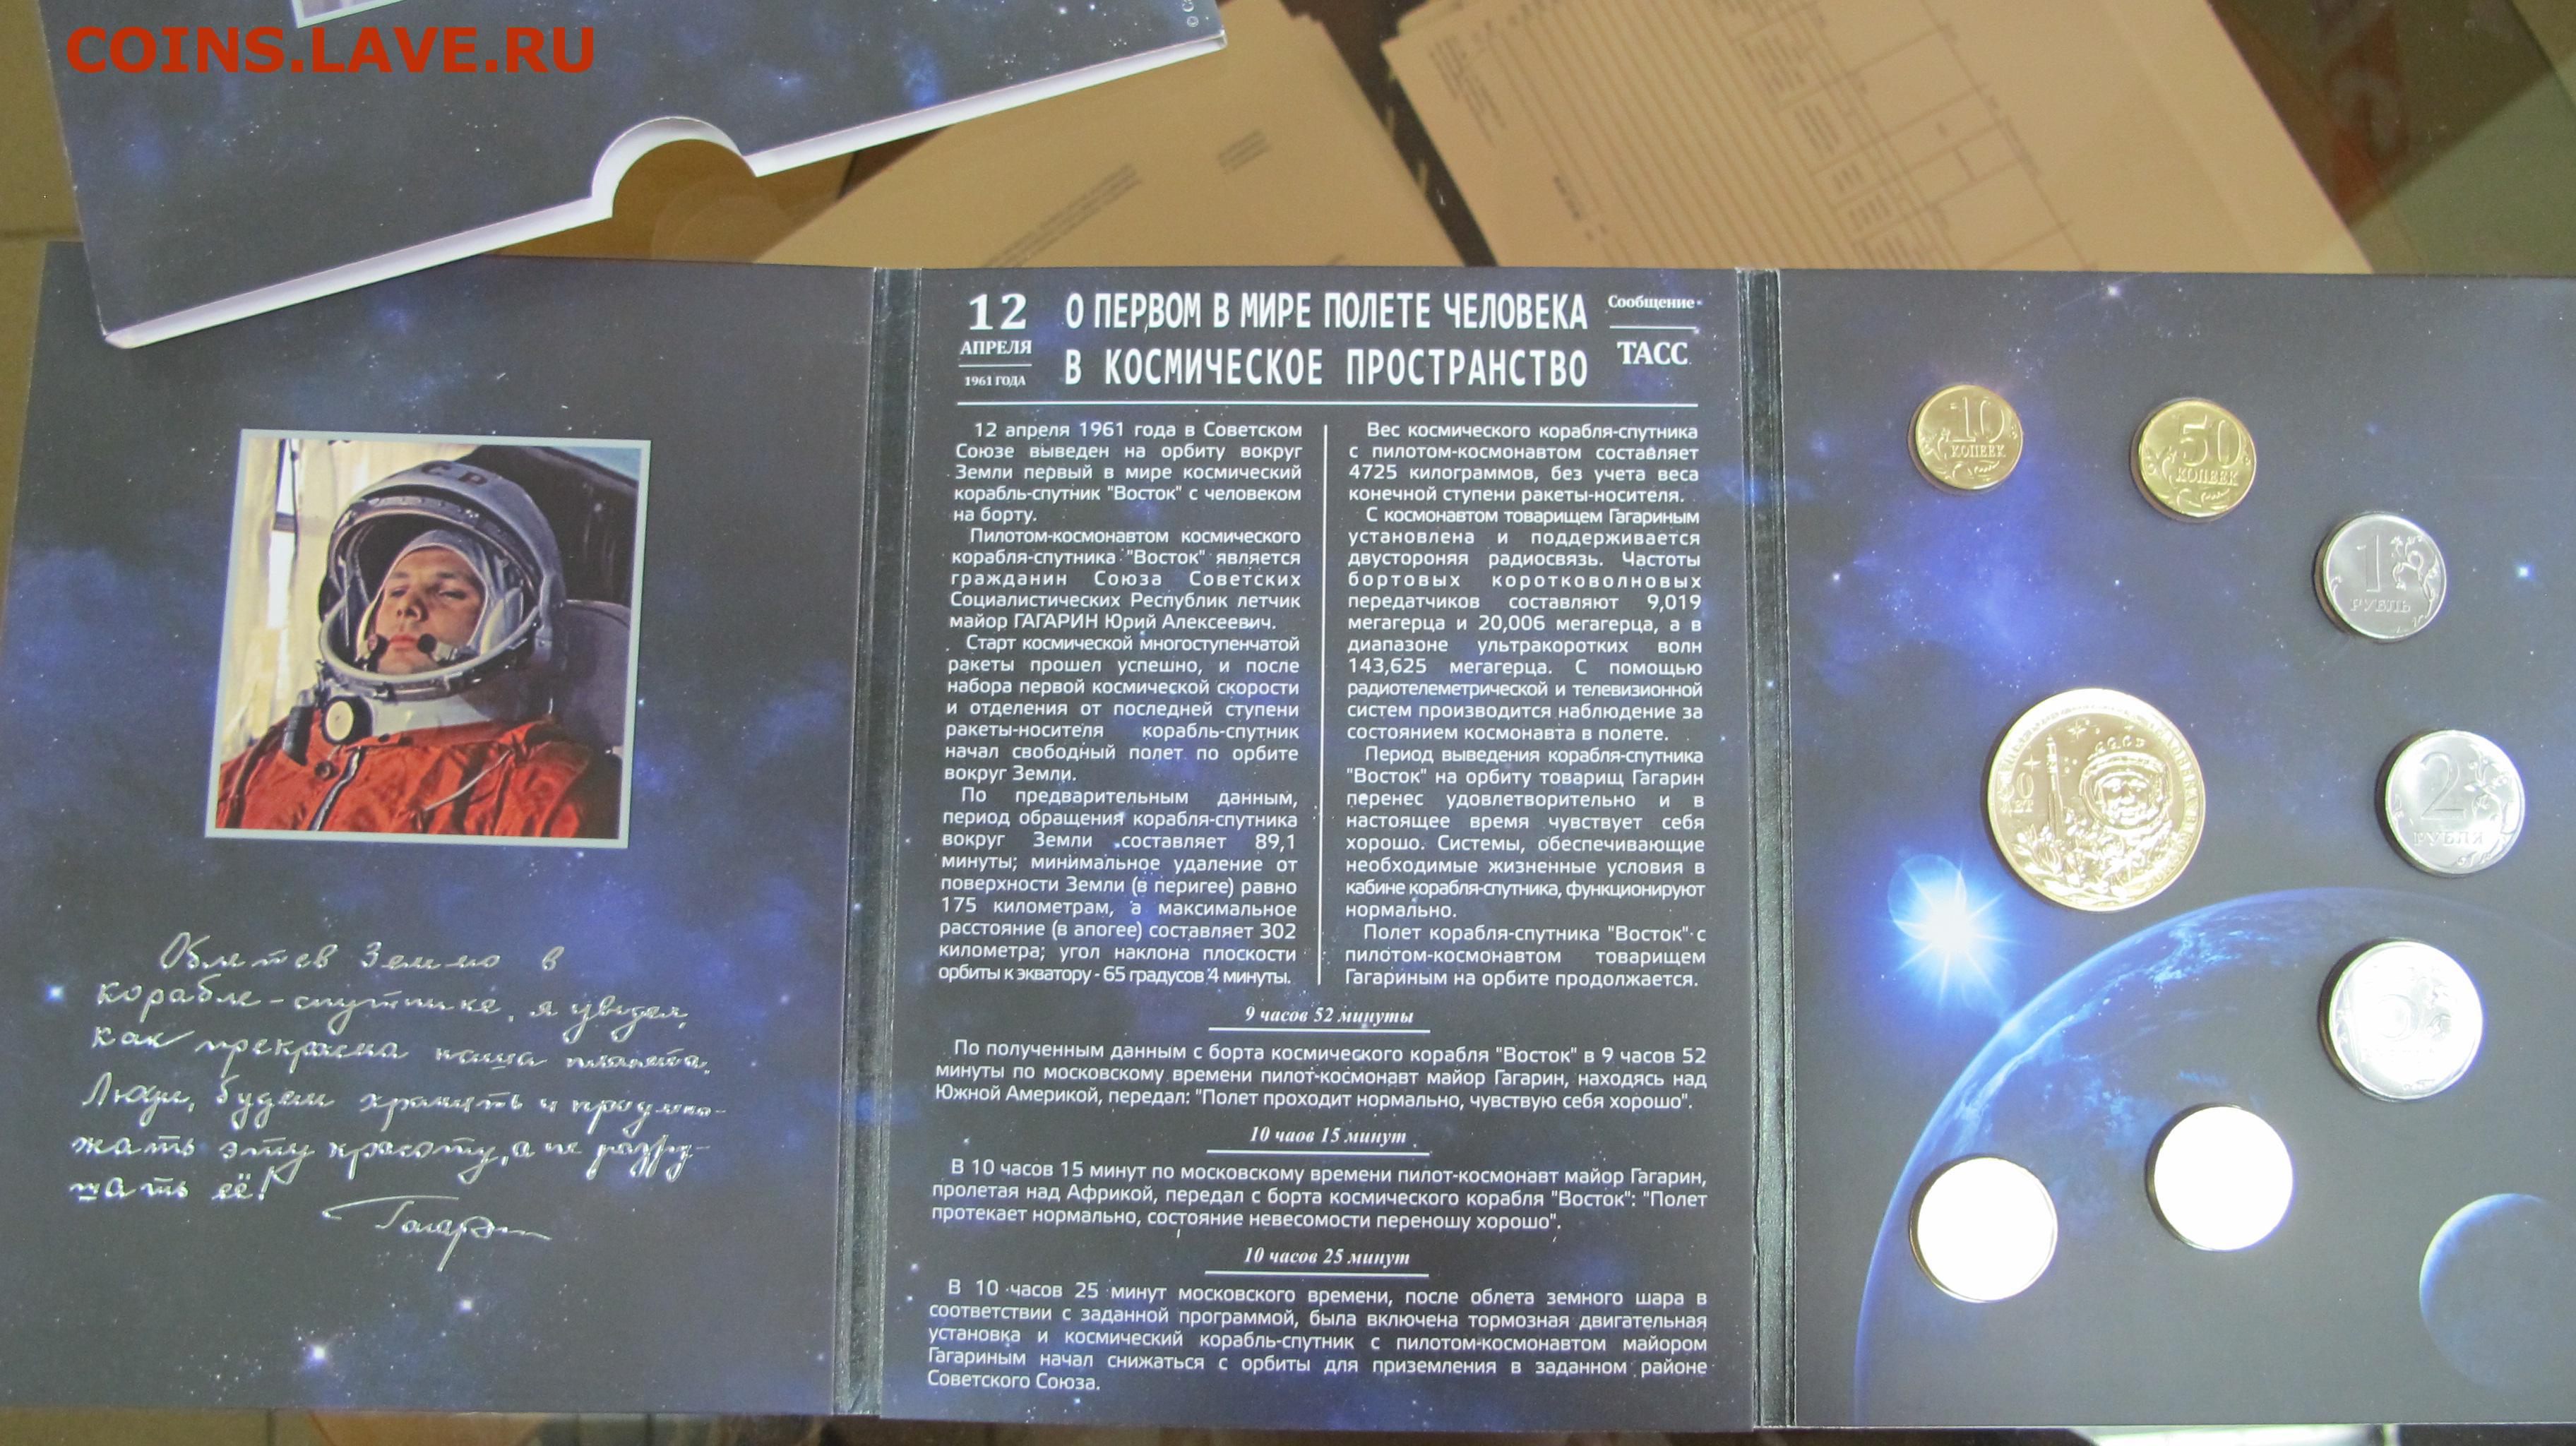 COINS.LAVE.RU
12
АПРЕЛЯ
1961 ГОДА
О ПЕРВОМ В МИРЕ ПОЛЕТЕ ЧЕЛОВЕКА
В КОСМИЧЕСКОЕ ПРОСТРАНСТВО
Сообщение
ТАСС
12 апреля 1961 года в Советском
Союзе выведен на орбиту вокруг
Земли первый в мире космический
корабль-спутник "Восток" с человеком
на борту.
Пилотом-космонавтом космического
корабля-спутника "Восток" является
гражданин Союза Советских
Социалистических Республик летчик
майор ГАГАРИН Юрий Алексеевич.
Старт космической многоступенчатой
ракеты прошел успешно, и после
набора первой космической скорости
и отделения от последней ступени
ракеты-носителя корабль-спутник
начал свободный полет по орбите
вокруг Земли.
По предварительным данным,
период обращения корабля-спутника
вокруг Земли составляет 89,1
минуты; минимальное удаление от
поверхности Земли (в перигее) равно
175 километрам, а максимальное
расстояние (в апогее) составляет 302
километра; угол наклона плоскости
орбиты к экватору - 65 градусов 4 минуты.
Вес космического корабля-спутника
с пилотом-космонавтом составляет
4725 килограммов, без учета веса
конечной ступени ракеты-носителя.
С космонавтом товарищем Гагариным
установлена и поддерживается
двустороняя радиосвязь. Частоты
бортовых коротковолновых
передатчиков составляют 9,019
мегагерца и 20,006 мегагерца, а в
диапазоне ультракоротких волн
143,625 мегагерца. С помощью
радиотелеметрической и телевизионной
систем производится наблюдение за
состоянием космонавта в полете.
Период выведения корабля-спутника
"Восток" на орбиту товарищ Гагарин
перенес удовлетворительно и в
настоящее время чувствует себя
хорошо. Системы, обеспечивающие
необходимые жизненные условия в
кабине корабля-спутника, функционируют
нормально.
Полет корабля-спутника "Восток" с
пилотом-космонавтом товарищем
Гагариным на орбите продолжается.
9 часов 52 минуты
По полученным данным с борта космического корабля "Восток" в 9 часов 52
минуты по московскому времени пилот-космонавт майор Гагарин, находясь над
Южной Америкой, передал: "Полет проходит нормально, чувствую себя хорошо".
10 чаов 15 минут
В 10 часов 15 минут по московскому времени пилот-космонавт майор Гагарин,
пролетая над Африкой, передал с борта космического корабля "Восток": "Полет
протекает нормально, состояние невесомости переношу хорошо".
10 часов 25 минут
В 10 часов 25 минут московского времени, после облета земного шара в
соответствии с заданной программой, была включена тормозная двигательная
установка и космический корабль-спутник с пилотом-космонавтом майором
Гагариным начал снижаться с орбиты для приземления в заданном районе
Советского Союза.
Облетев Землю в
корабле-спутнике, я увидел,
как прекрасна наша планета.
Люди, будем хранить и преумно-
жать эту красоту, а не разру-
шать её!
Гагарин
10
КОПЕЕК
50
КОПЕЕК
1
РУБЛЬ
2
РУБЛИ
5